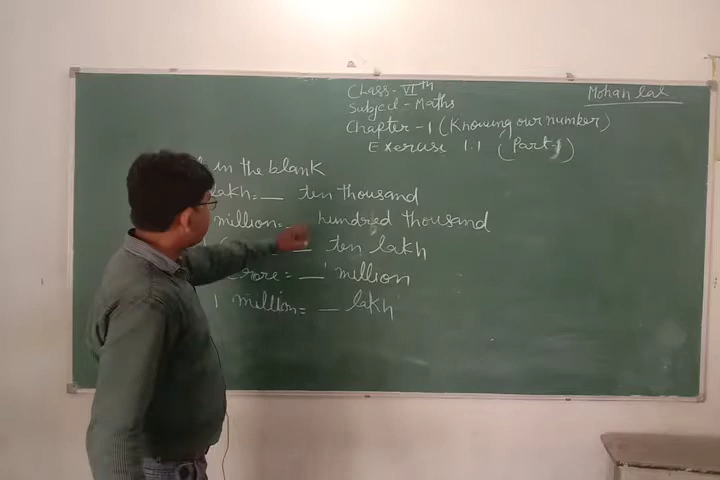 Class - VIth
Subject - Maths
Mohan lal
Chapter - 1 (Knowing our number)
Exercise 1.1 (Part-1)
in the blank
lakh = __ ten thousand
million = __ hundred thousand
__ ten lakh
crore = __ million
1 million = __ lakh